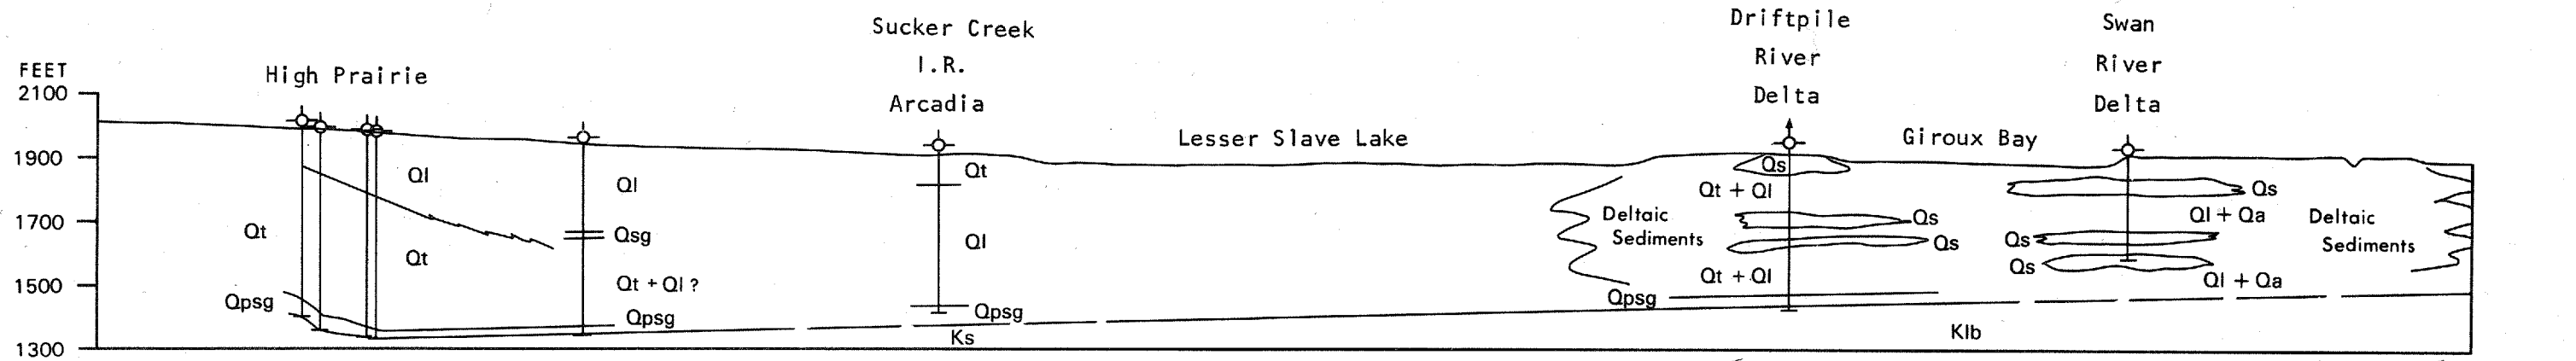 Sucker Creek
I.R.
Arcadia
Driftpile
River
Delta
Swan
River
Delta
FEET
High Prairie
2100
1900
1700
1500
1300
Lesser Slave Lake
Giroux Bay
Ql
Ql
Qt
Qs
Qt + Ql
Qs
Qt
Qsg
Ql
Deltaic
Sediments
Qs
Qs
Ql + Qa
Deltaic
Sediments
Qs
Qt
Qt + Ql ?
Qt + Ql
Qs
Ql + Qa
Qpsg
Qpsg
Qpsg
Qpsg
Ks
Klb